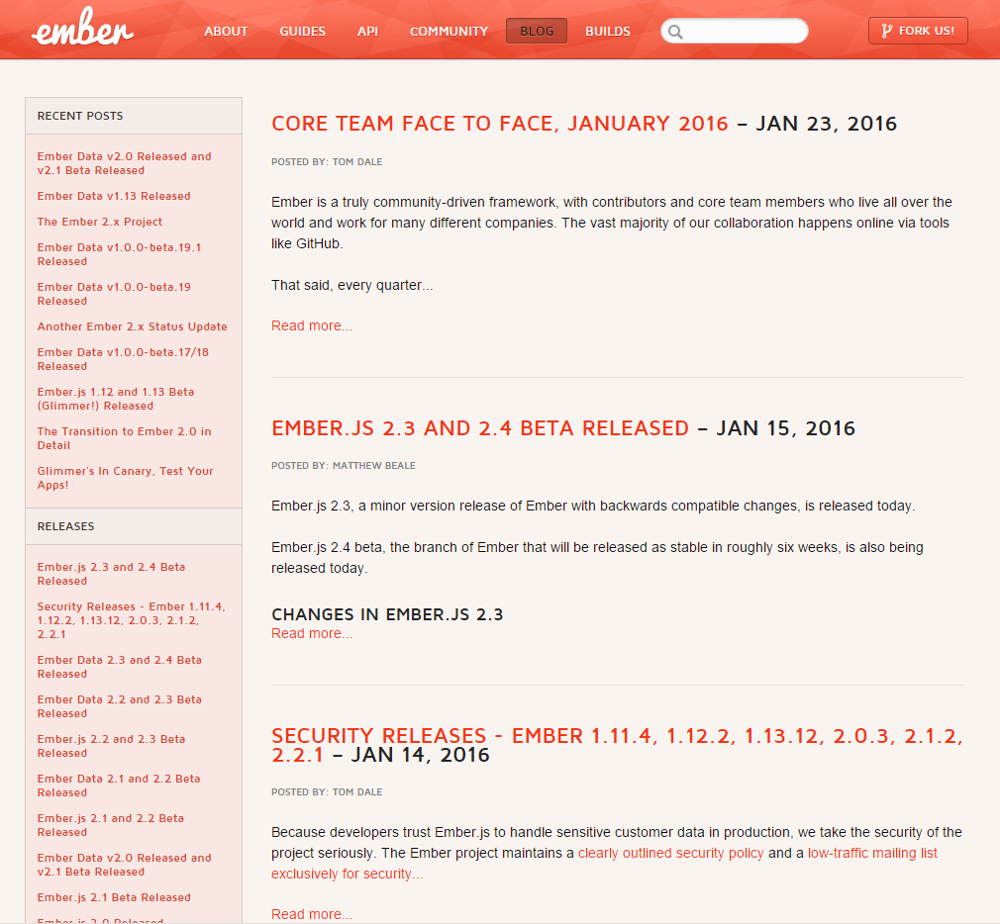 ember
ABOUT
GUIDES
API
COMMUNITY
BLOG
BUILDS
FORK US!
RECENT POSTS
Ember Data v2.0 Released and
v2.1 Beta Released
Ember Data v1.13 Released
The Ember 2.x Project
Ember Data v1.0.0-beta.19.1
Released
Ember Data v1.0.0-beta.19
Released
Another Ember 2.x Status Update
Ember Data v1.0.0-beta.17/18
Released
Ember.js 1.12 and 1.13 Beta
(Glimmer!) Released
The Transition to Ember 2.0 in
Detail
Glimmer's In Canary, Test Your
Apps!
RELEASES
Ember.js 2.3 and 2.4 Beta
Released
Security Releases - Ember 1.11.4,
1.12.2, 1.13.12, 2.0.3, 2.1.2,
2.2.1
Ember Data 2.3 and 2.4 Beta
Released
Ember Data 2.2 and 2.3 Beta
Released
Ember.js 2.2 and 2.3 Beta
Released
Ember Data 2.1 and 2.2 Beta
Released
Ember.js 2.1 and 2.2 Beta
Released
Ember Data v2.0 Released and
v2.1 Beta Released
Ember.js 2.1 Beta Released
Ember.js 2.0 Released
CORE TEAM FACE TO FACE, JANUARY 2016 – JAN 23, 2016
POSTED BY: TOM DALE
Ember is a truly community-driven framework, with contributors and core team members who live all over the
world and work for many different companies. The vast majority of our collaboration happens online via tools
like GitHub.
That said, every quarter...
Read more...
EMBER.JS 2.3 AND 2.4 BETA RELEASED – JAN 15, 2016
POSTED BY: MATTHEW BEALE
Ember.js 2.3, a minor version release of Ember with backwards compatible changes, is released today.
Ember.js 2.4 beta, the branch of Ember that will be released as stable in roughly six weeks, is also being
released today.
CHANGES IN EMBER.JS 2.3
Read more...
SECURITY RELEASES - EMBER 1.11.4, 1.12.2, 1.13.12, 2.0.3, 2.1.2,
2.2.1 – JAN 14, 2016
POSTED BY: TOM DALE
Because developers trust Ember.js to handle sensitive customer data in production, we take the security of the
project seriously. The Ember project maintains a clearly outlined security policy and a low-traffic mailing list
exclusively for security...
Read more...